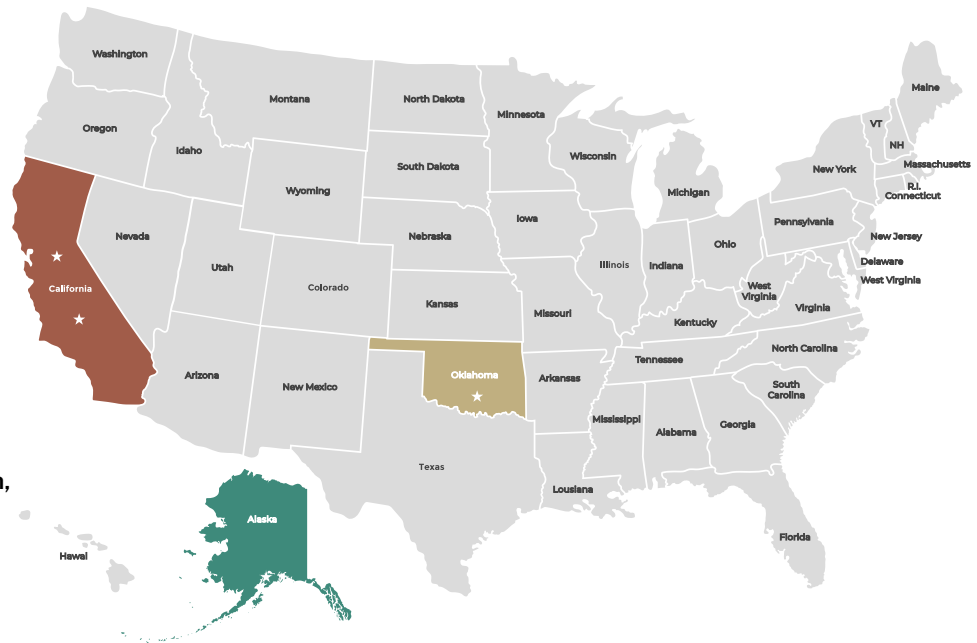 Washington
Montana
North Dakota
Minnesota
Maine
Oregon
Idaho
VT
NH
Wisconsin
South Dakota
New York
Massachusetts
R.I.
Connecticut
Wyoming
Michigan
Iowa
Pennsylvania
Nevada
Nebraska
Ohio
New Jersey
Utah
Illinois
Indiana
Delaware
California
Colorado
West
Virginia
West Virginia
Kansas
Missouri
Virginia
Kentucky
North Carolina
Tennessee
Arizona
New Mexico
Oklahoma
Arkansas
South
Carolina
Mississippi
Alabama
Georgia
Texas
Lousiana
Alaska
Florida
Hawai